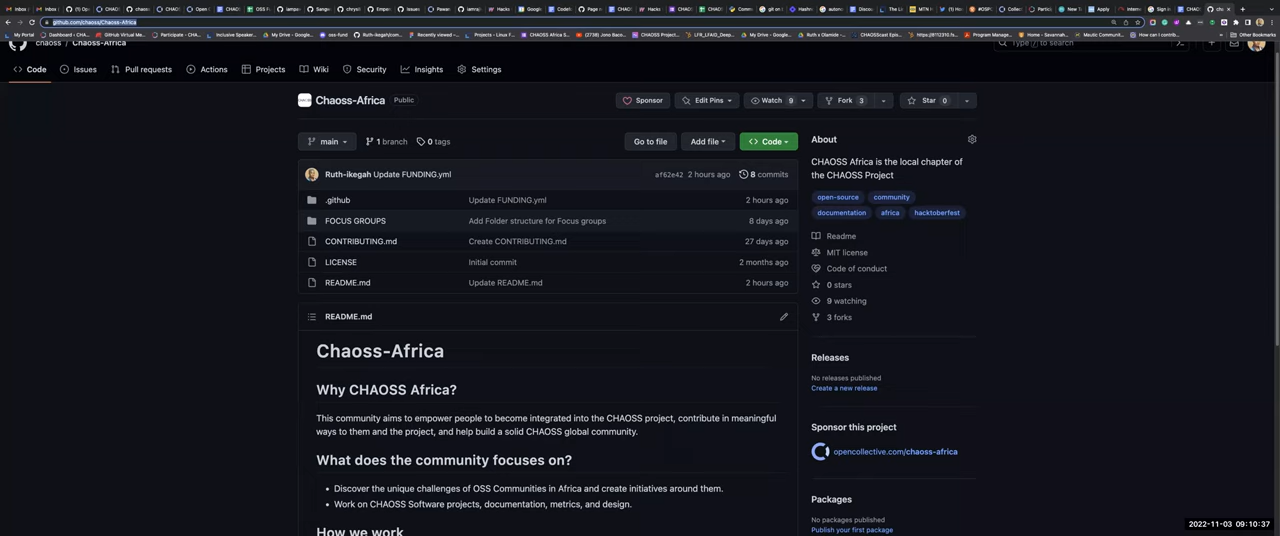 github.com/chaoss/Chaoss-Africa
chaoss / Chaoss-Africa
Type / to search
Code Issues Pull requests Actions Projects Wiki Security Insights Settings
Chaoss-Africa Public
Sponsor Edit Pins Watch 9 Fork 3 Star 0
main 1 branch 0 tags Go to file Add file Code
Ruth-ikegah Update FUNDING.yml af62e42 2 hours ago 8 commits
.github Update FUNDING.yml 2 hours ago
FOCUS GROUPS Add Folder structure for Focus groups 8 days ago
CONTRIBUTING.md Create CONTRIBUTING.md 27 days ago
LICENSE Initial commit 2 months ago
README.md Update README.md 2 hours ago
README.md
Chaoss-Africa
Why CHAOSS Africa?
This community aims to empower people to become integrated into the CHAOSS project, contribute in meaningful
ways to them and the project, and help build a solid CHAOSS global community.
What does the community focuses on?
Discover the unique challenges of OSS Communities in Africa and create initiatives around them.
Work on CHAOSS Software projects, documentation, metrics, and design.
How we work
About
CHAOSS Africa is the local chapter of
the CHAOSS Project
open-source community
documentation africa hacktoberfest
Readme
MIT license
Code of conduct
0 stars
9 watching
3 forks
Releases
No releases published
Create a new release
Sponsor this project
opencollective.com/chaoss-africa
Packages
No packages published
Publish your first package
2022-11-03 09:10:37